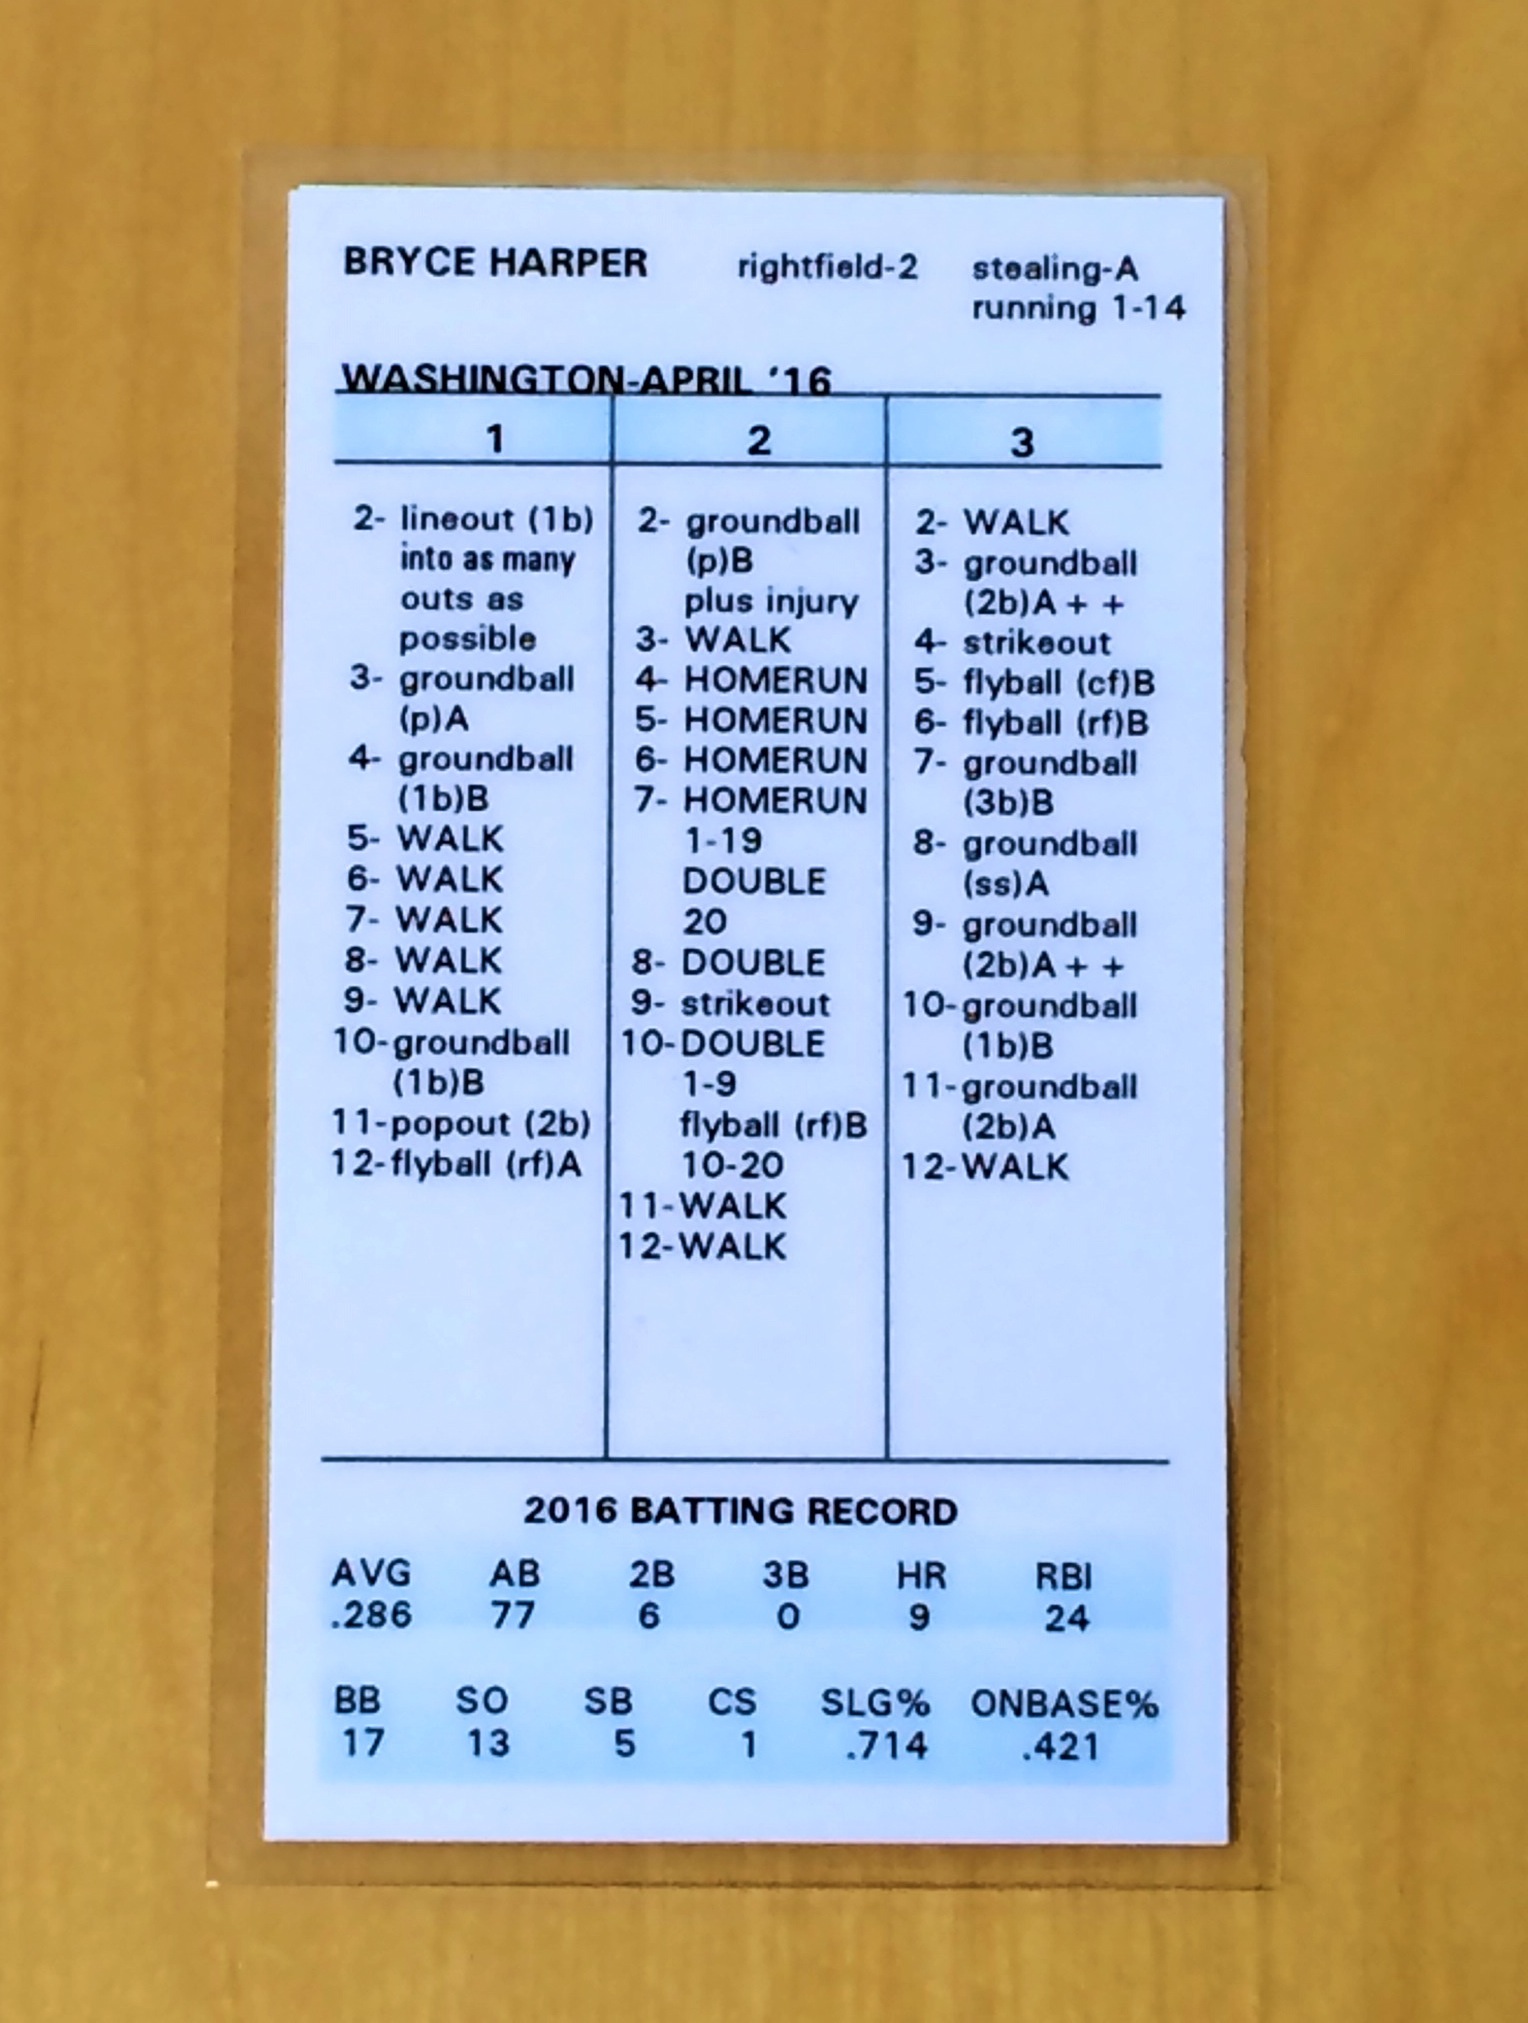 BRYCE HARPER rightfield-2 stealing-A
running 1-14
WASHINGTON-APRIL '16
1 2 3
2- lineout (1b)
into as many
outs as
possible
3- groundball
(p)A
4- groundball
(1b)B
5- WALK
6- WALK
7- WALK
8- WALK
9- WALK
10-groundball
(1b)B
11-popout (2b)
12-flyball (rf)A
2- groundball
(p)B
plus injury
3- WALK
4- HOMERUN
5- HOMERUN
6- HOMERUN
7- HOMERUN
1-19
DOUBLE
20
8- DOUBLE
9- strikeout
10-DOUBLE
1-9
flyball (rf)B
10-20
11-WALK
12-WALK
2- WALK
3- groundball
(2b)A + +
4- strikeout
5- flyball (cf)B
6- flyball (rf)B
7- groundball
(3b)B
8- groundball
(ss)A
9- groundball
(2b)A + +
10-groundball
(1b)B
11-groundball
(2b)A
12-WALK
2016 BATTING RECORD
AVG AB 2B 3B HR RBI
.286 77 6 0 9 24
BB SO SB CS SLG% ONBASE%
17 13 5 1 .714 .421